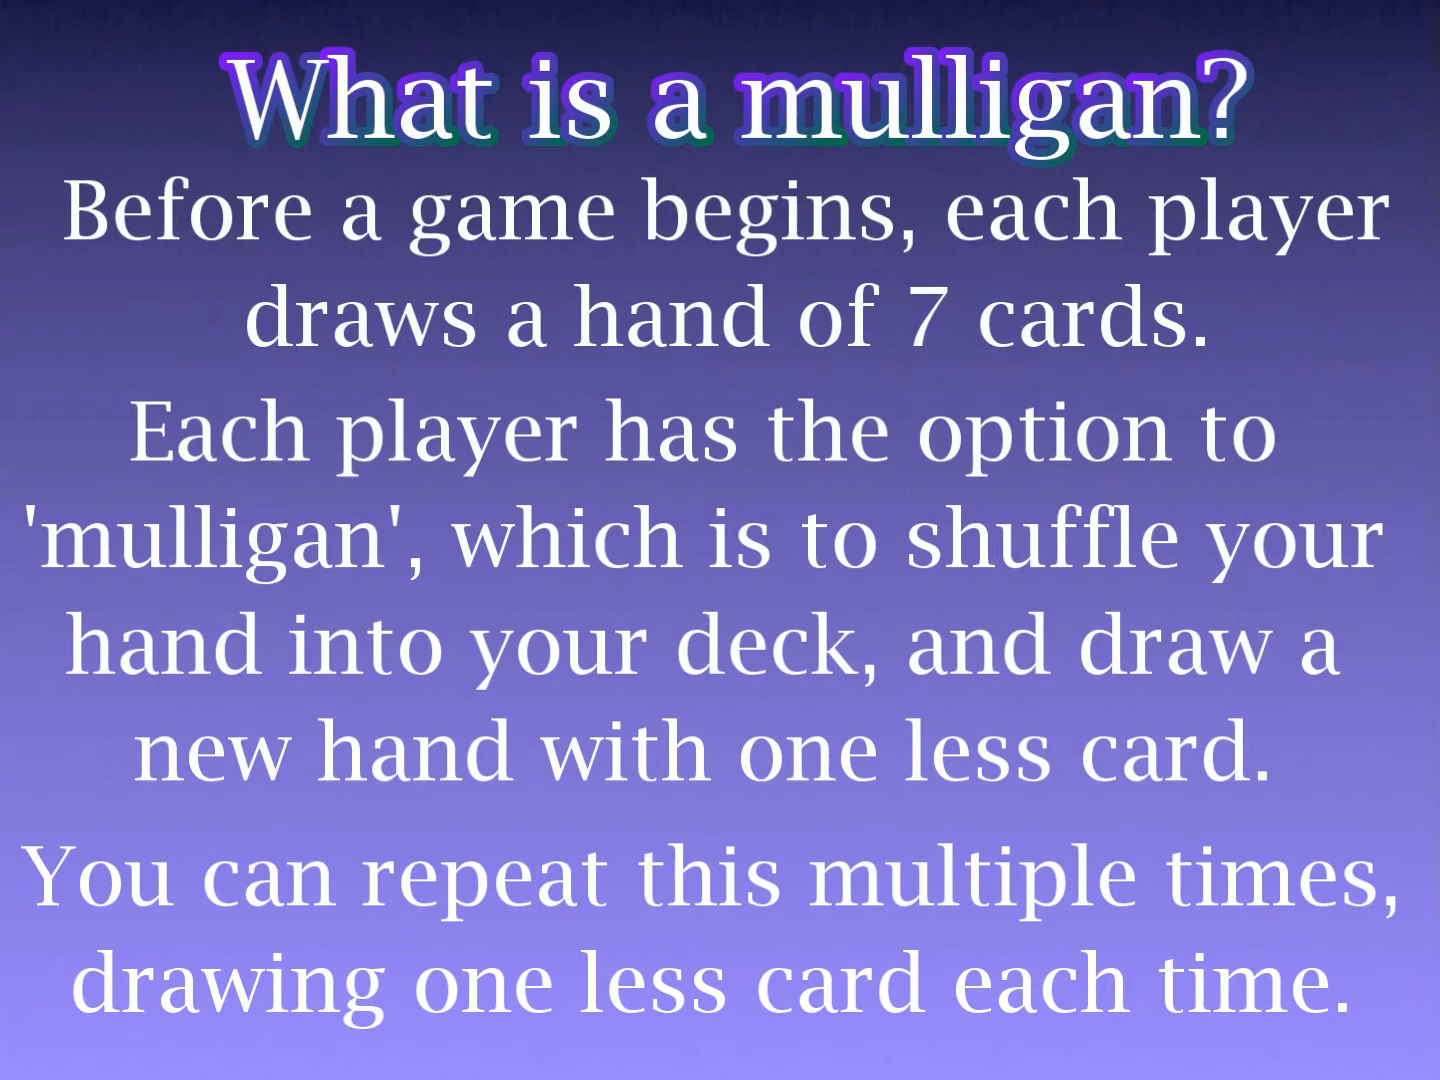 What is a mulligan?
Before a game begins, each player
draws a hand of 7 cards.
Each player has the option to
'mulligan', which is to shuffle your
hand into your deck, and draw a
new hand with one less card.
You can repeat this multiple times,
drawing one less card each time.